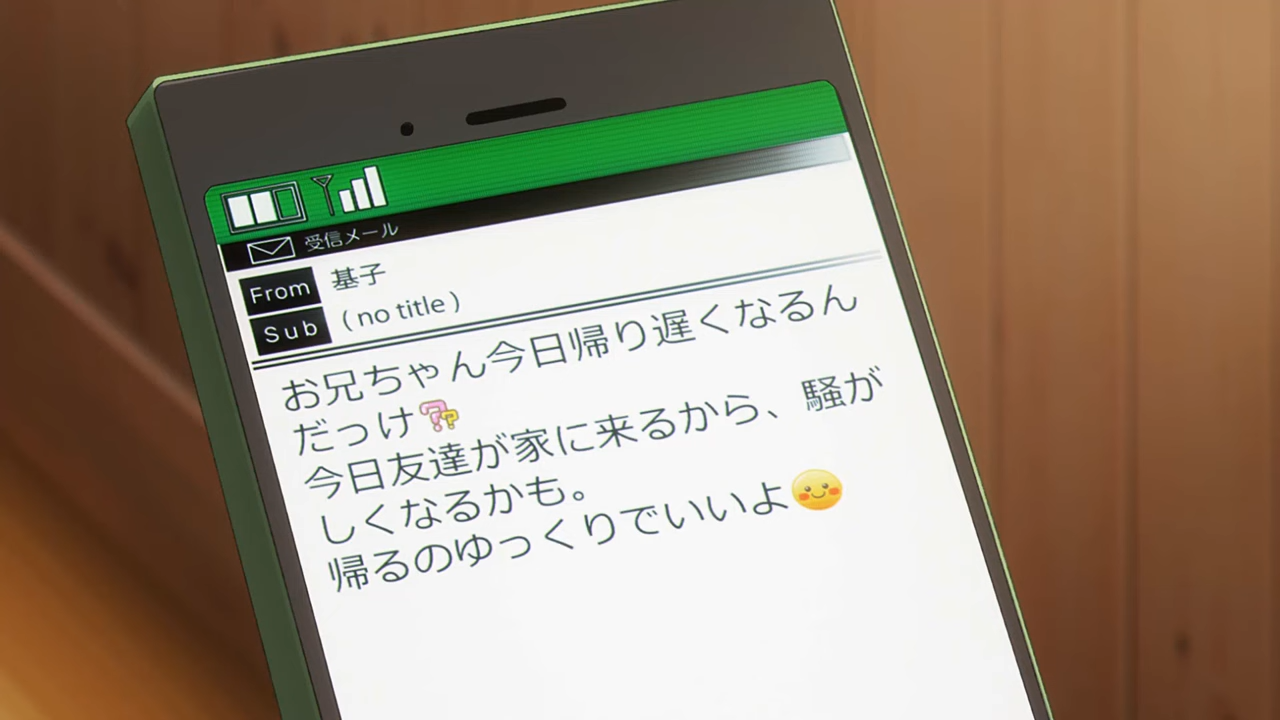 受信メール
From 基子
Sub (no title)
お兄ちゃん今日帰り遅くなるん
だっけ⁇
今日友達が家に来るから、騒が
しくなるかも。
帰るのゆっくりでいいよ😊